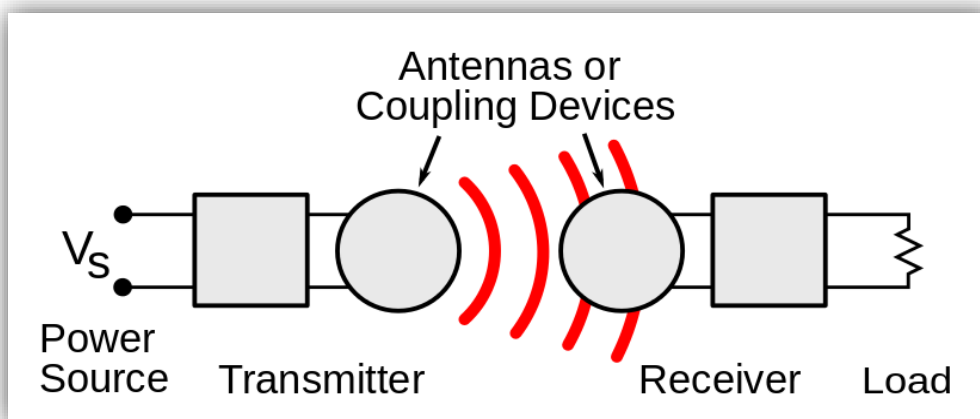 Antennas or
Coupling Devices
VS
Power
Source
Transmitter
Receiver
Load